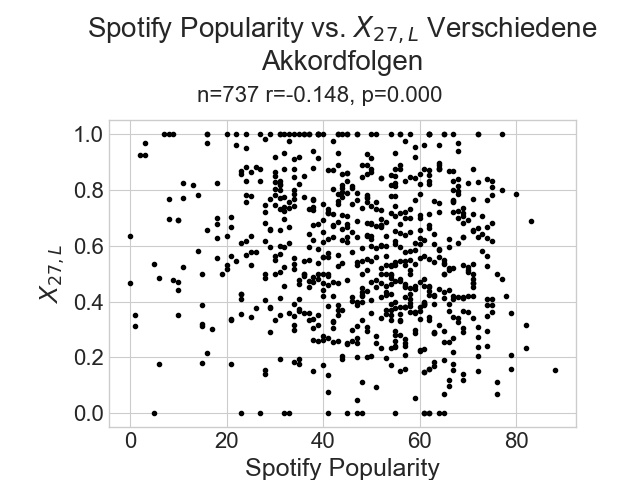 Spotify Popularity vs. X27, L Verschiedene
Akkordfolgen
n=737 r=-0.148, p=0.000
1.0
0.8
0.6
0.4
0.2
0.0
X27, L
0 20 40 60 80
Spotify Popularity